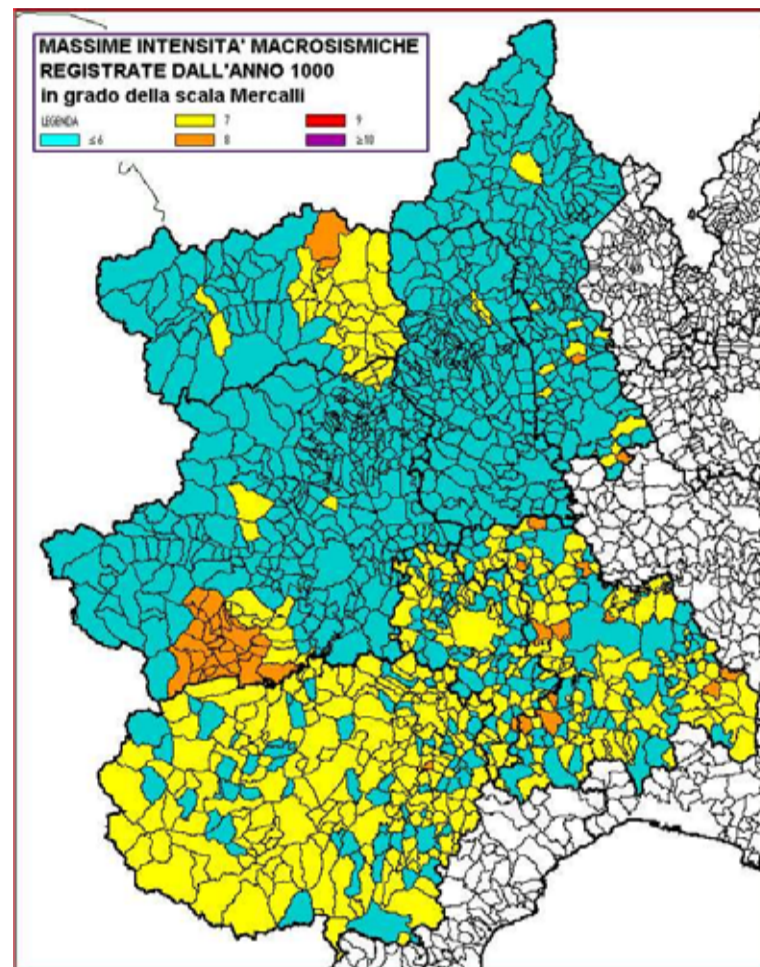 MASSIME INTENSITA' MACROSISMICHE
REGISTRATE DALL'ANNO 1000
in grado della scala Mercalli
LEGENDA
7
9
≤6
8
≥10